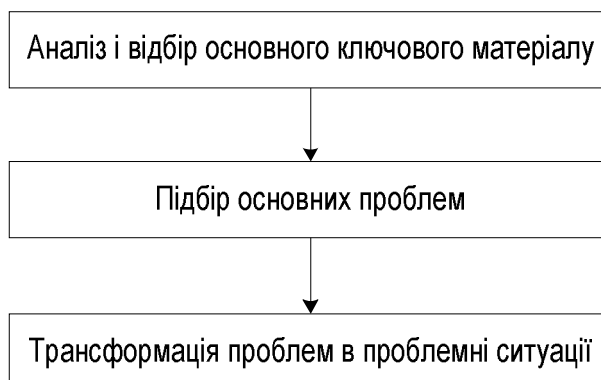 Аналіз і відбір основного ключового матеріалу
Підбір основних проблем
Трансформація проблем в проблемні ситуації